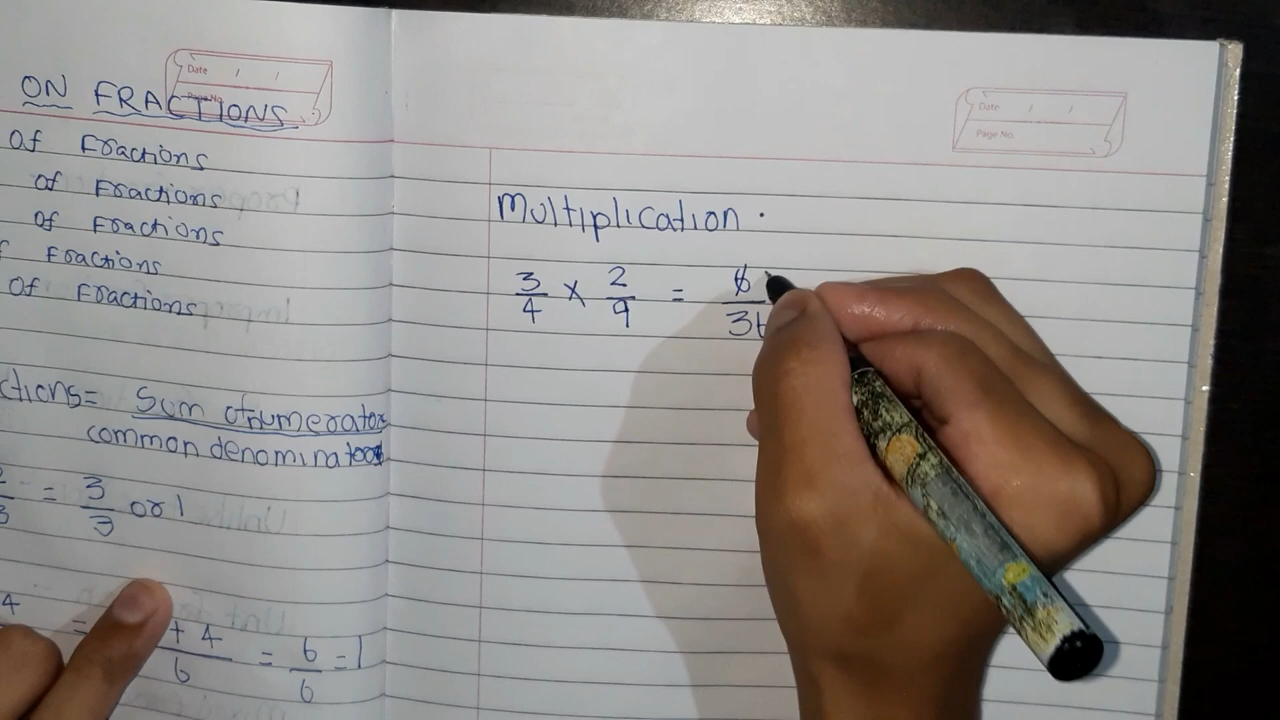 Date / /
Page No.
ON FRACTIONS
Of Fractions
of Fractions
of Fractions
Fractions
Of Fractions
ctions= Sum of numerator
common denominator
= 3/3 or 1
4
= + 4/6 = 6/6 = 1
Date / /
Page No.
Multiplication.
3/4 × 2/9 = 6/36